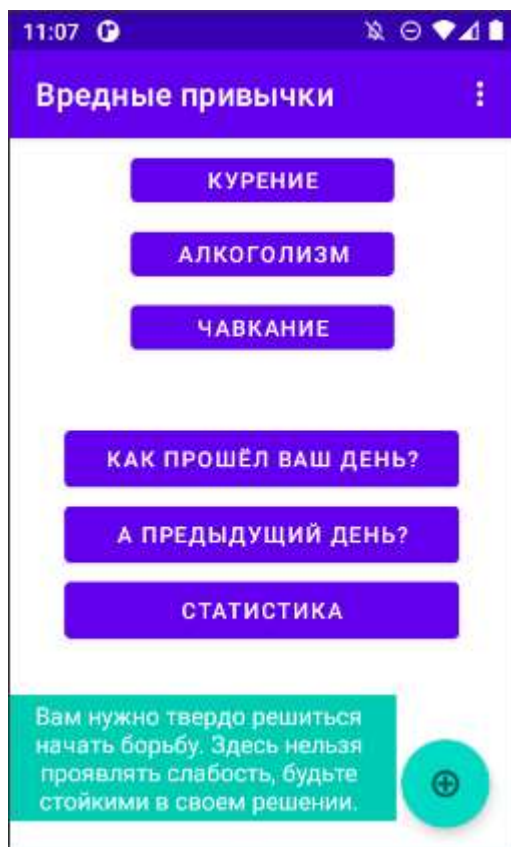 11:07
Вредные привычки
КУРЕНИЕ
АЛКОГОЛИЗМ
ЧАВКАНИЕ
КАК ПРОШЁЛ ВАШ ДЕНЬ?
А ПРЕДЫДУЩИЙ ДЕНЬ?
СТАТИСТИКА
Вам нужно твердо решиться
начать борьбу. Здесь нельзя
проявлять слабость, будьте
стойкими в своем решении.